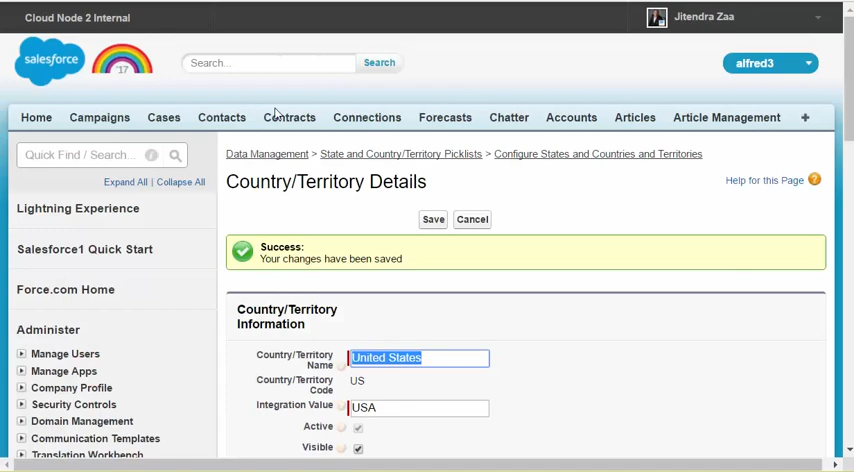 Cloud Node 2 Internal
Jitendra Zaa
salesforce
'17
Search...
Search
alfred3
Home Campaigns Cases Contacts Contracts Connections Forecasts Chatter Accounts Articles Article Management +
Quick Find / Search...
Expand All | Collapse All
Lightning Experience
Salesforce1 Quick Start
Force.com Home
Administer
Manage Users
Manage Apps
Company Profile
Security Controls
Domain Management
Communication Templates
Translation Workbench
Data Management > State and Country/Territory Picklists > Configure States and Countries and Territories
Country/Territory Details
Help for this Page ?
Save Cancel
Success:
Your changes have been saved
Country/Territory
Information
Country/Territory
Name
United States
Country/Territory
Code
US
Integration Value USA
Active
Visible